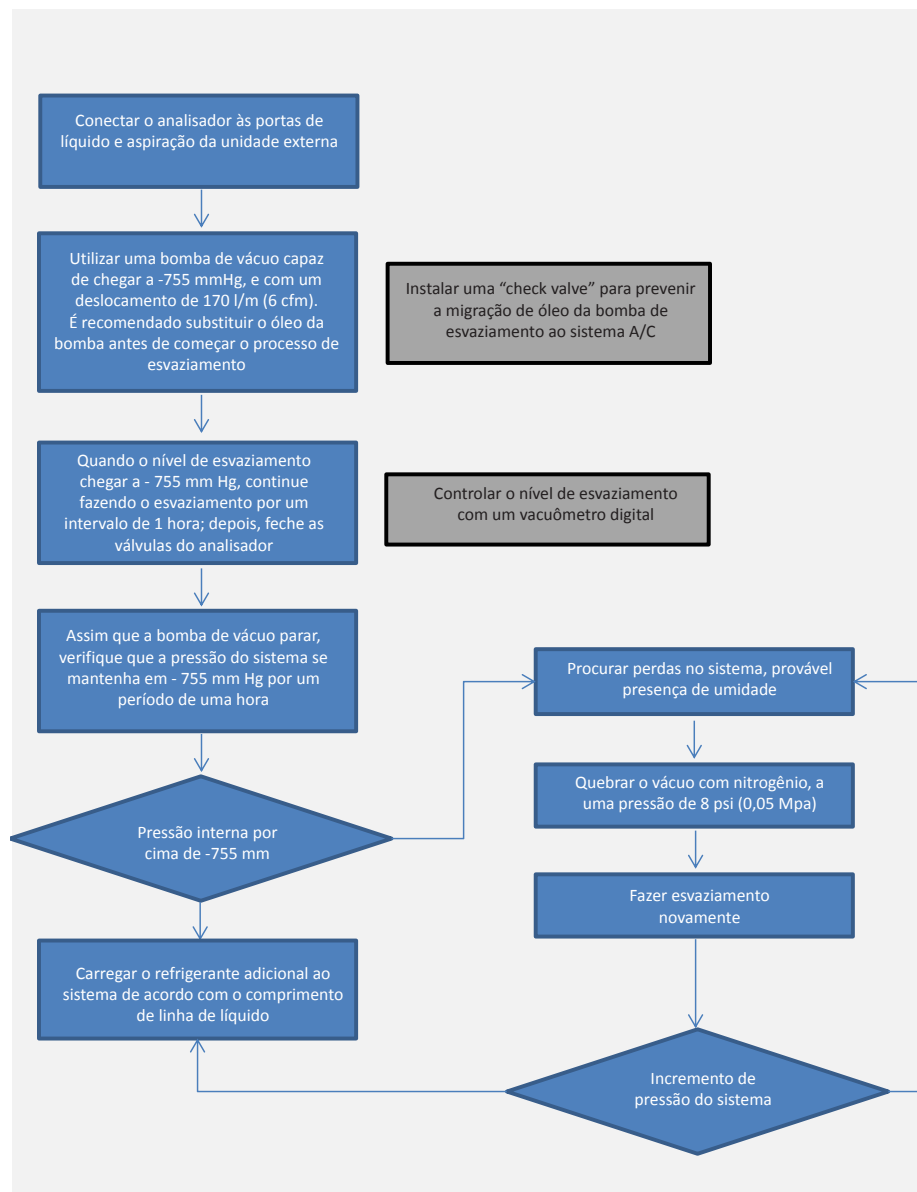 Conectar o analisador às portas de
líquido e aspiração da unidade externa
Utilizar uma bomba de vácuo capaz
de chegar a -755 mmHg, e com um
deslocamento de 170 l/m (6 cfm).
É recomendado substituir o óleo da
bomba antes de começar o processo de
esvaziamento
Instalar uma “check valve” para prevenir
a migração de óleo da bomba de
esvaziamento ao sistema A/C
Quando o nível de esvaziamento
chegar a - 755 mm Hg, continue
fazendo o esvaziamento por um
intervalo de 1 hora; depois, feche as
válvulas do analisador
Controlar o nível de esvaziamento
com um vacuômetro digital
Assim que a bomba de vácuo parar,
verifique que a pressão do sistema se
mantenha em - 755 mm Hg por um
período de uma hora
Procurar perdas no sistema, provável
presença de umidade
Quebrar o vácuo com nitrogênio, a
uma pressão de 8 psi (0,05 Mpa)
Pressão interna por
cima de -755 mm
Fazer esvaziamento
novamente
Carregar o refrigerante adicional ao
sistema de acordo com o comprimento
de linha de líquido
Incremento de
pressão do sistema